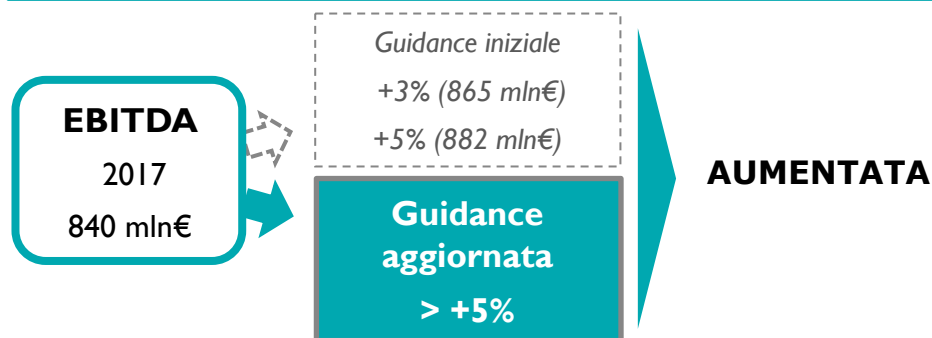 EBITDA
2017
840 mln€
Guidance iniziale
+3% (865 mln€)
+5% (882 mln€)
Guidance
aggiornata
> +5%
AUMENTATA